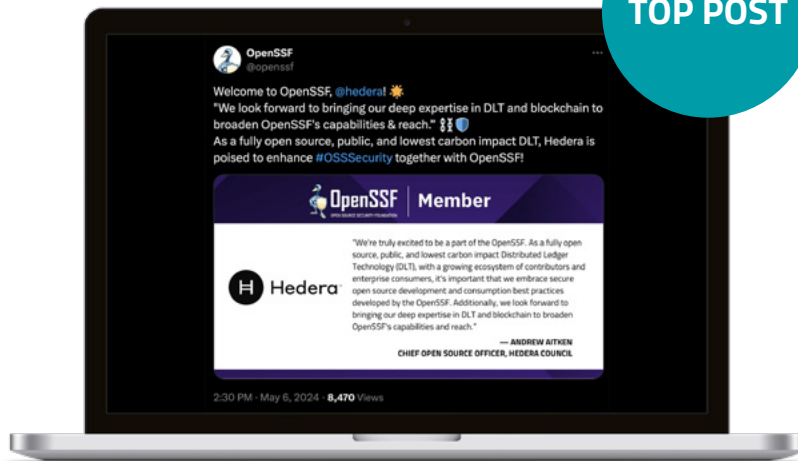 TOP POST
OpenSSF
@openssf
Welcome to OpenSSF, @hedera! 🌟
"We look forward to bringing our deep expertise in DLT and blockchain to
broaden OpenSSF's capabilities & reach." ⛓️🛡️
As a fully open source, public, and lowest carbon impact DLT, Hedera is
poised to enhance #OSSSecurity together with OpenSSF!
OpenSSF Member
OPEN SOURCE SECURITY FOUNDATION
"We're truly excited to be a part of the OpenSSF. As a fully open
source, public, and lowest carbon impact Distributed Ledger
Technology (DLT), with a growing ecosystem of contributors and
enterprise consumers, it's important that we embrace secure
open source development and consumption best practices
developed by the OpenSSF. Additionally, we look forward to
bringing our deep expertise in DLT and blockchain to broaden
OpenSSF's capabilities and reach."
H Hedera
— ANDREW AITKEN
CHIEF OPEN SOURCE OFFICER, HEDERA COUNCIL
2:30 PM · May 6, 2024 · 8,470 Views